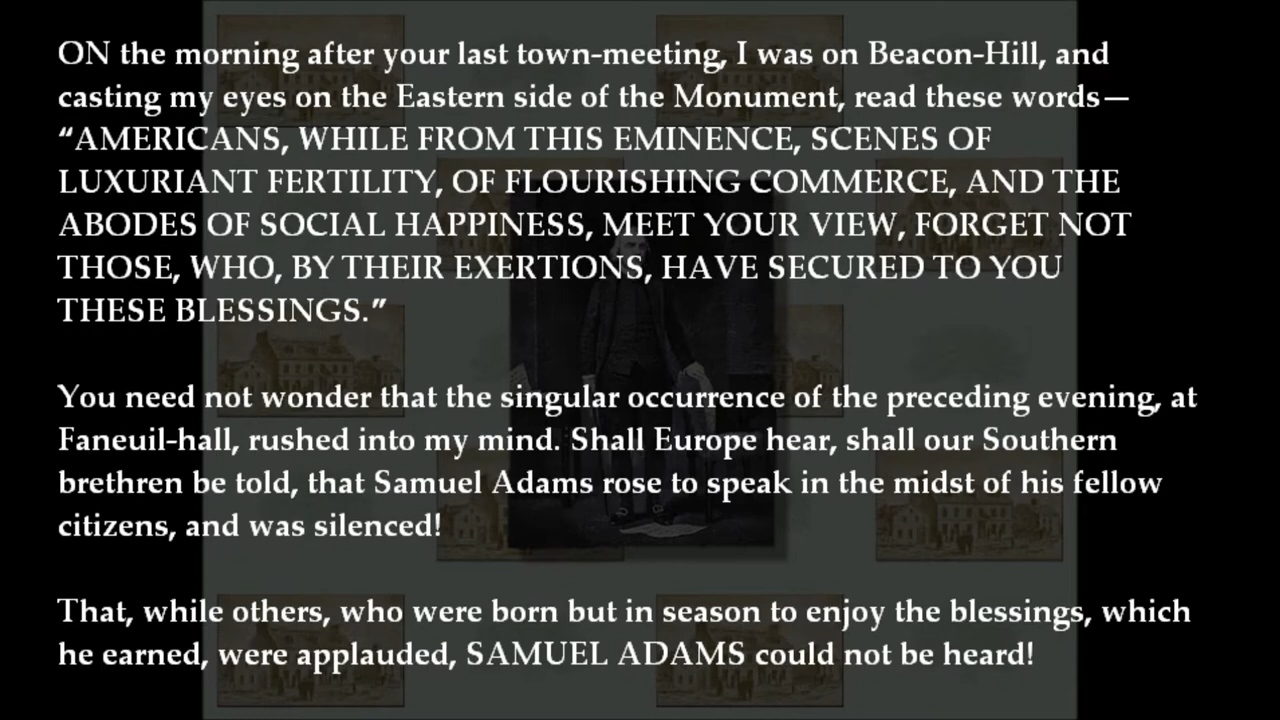 ON the morning after your last town-meeting, I was on Beacon-Hill, and
casting my eyes on the Eastern side of the Monument, read these words—
“AMERICANS, WHILE FROM THIS EMINENCE, SCENES OF
LUXURIANT FERTILITY, OF FLOURISHING COMMERCE, AND THE
ABODES OF SOCIAL HAPPINESS, MEET YOUR VIEW, FORGET NOT
THOSE, WHO, BY THEIR EXERTIONS, HAVE SECURED TO YOU
THESE BLESSINGS.”
You need not wonder that the singular occurrence of the preceding evening, at
Faneuil-hall, rushed into my mind. Shall Europe hear, shall our Southern
brethren be told, that Samuel Adams rose to speak in the midst of his fellow
citizens, and was silenced!
That, while others, who were born but in season to enjoy the blessings, which
he earned, were applauded, SAMUEL ADAMS could not be heard!